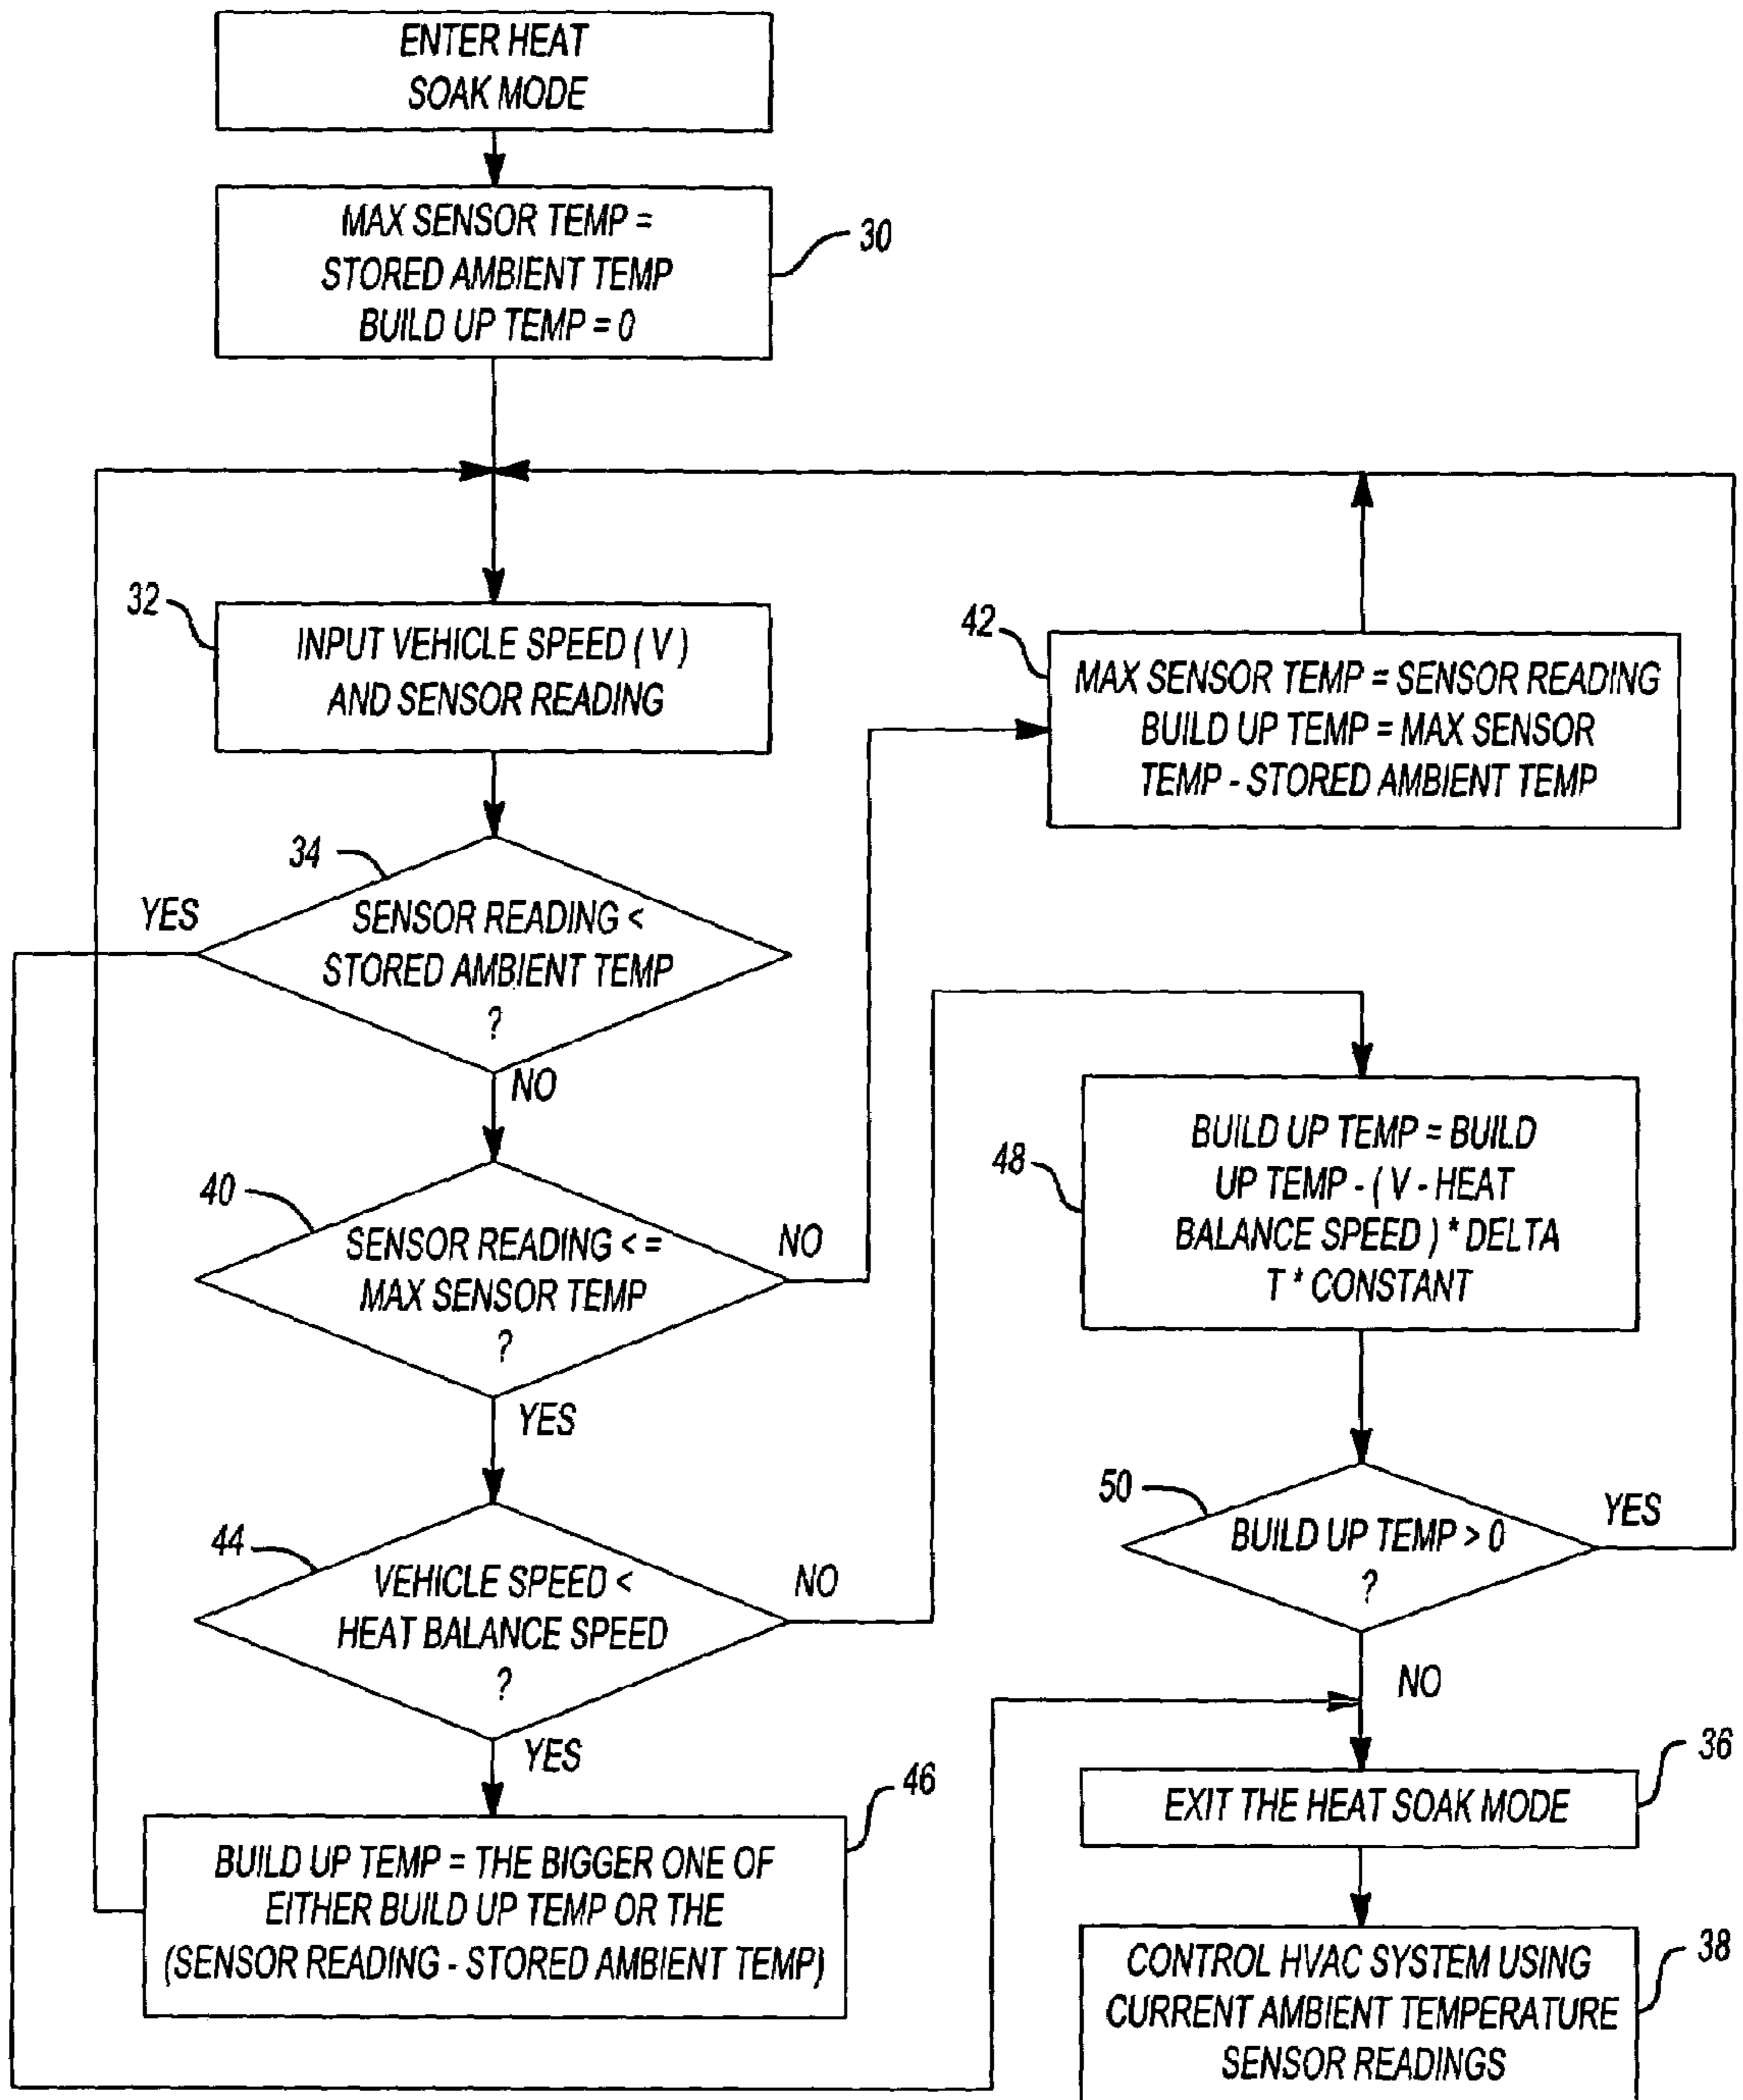 ENTER HEAT
SOAK MODE
MAX SENSOR TEMP =
STORED AMBIENT TEMP
BUILD UP TEMP = 0
30
32
INPUT VEHICLE SPEED ( V )
AND SENSOR READING
42
MAX SENSOR TEMP = SENSOR READING
BUILD UP TEMP = MAX SENSOR
TEMP - STORED AMBIENT TEMP
34
YES
SENSOR READING <
STORED AMBIENT TEMP
?
NO
40
SENSOR READING < =
MAX SENSOR TEMP
?
NO
YES
48
BUILD UP TEMP = BUILD
UP TEMP - ( V - HEAT
BALANCE SPEED ) * DELTA
T * CONSTANT
44
VEHICLE SPEED <
HEAT BALANCE SPEED
?
NO
YES
50
BUILD UP TEMP > 0
?
YES
NO
46
BUILD UP TEMP = THE BIGGER ONE OF
EITHER BUILD UP TEMP OR THE
(SENSOR READING - STORED AMBIENT TEMP)
36
EXIT THE HEAT SOAK MODE
38
CONTROL HVAC SYSTEM USING
CURRENT AMBIENT TEMPERATURE
SENSOR READINGS